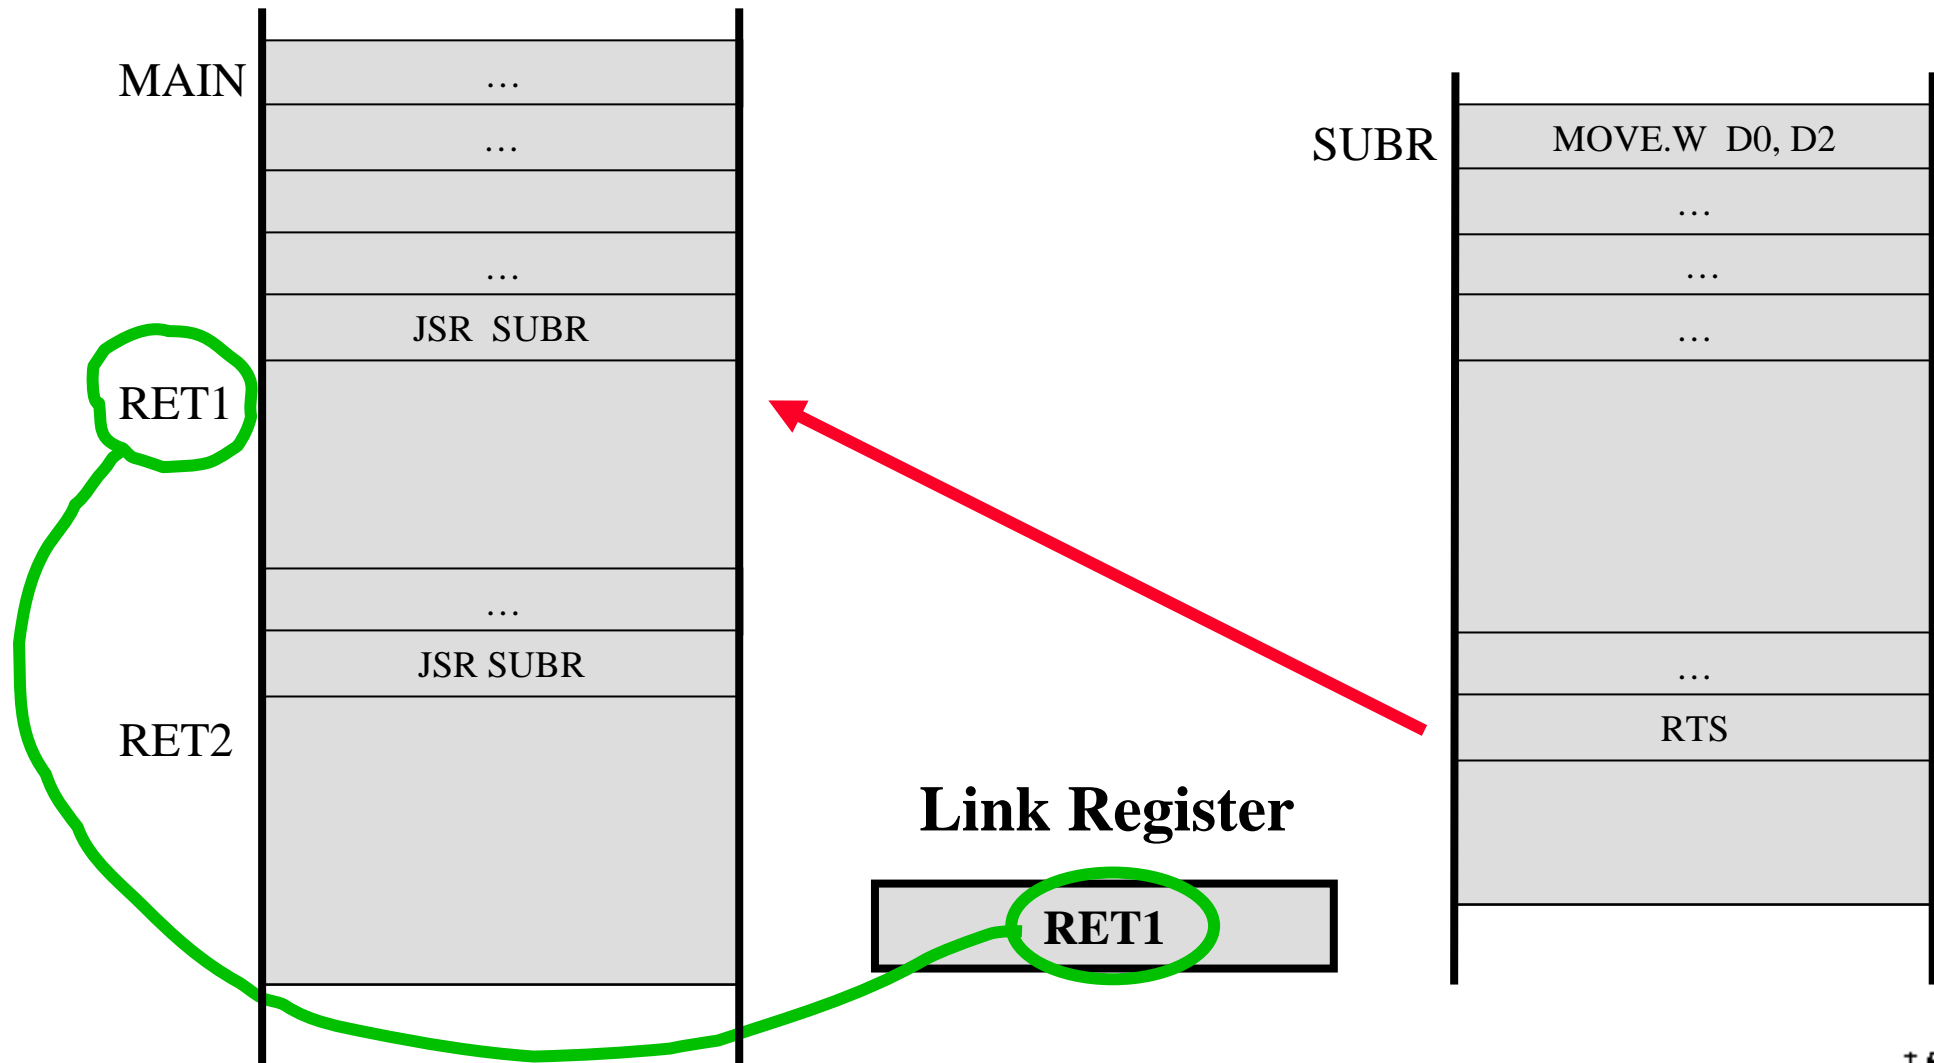 MAIN
…
…
…
JSR SUBR
RET1
…
JSR SUBR
RET2
SUBR
MOVE.W D0, D2
…
…
…
…
RTS
Link Register
RET1